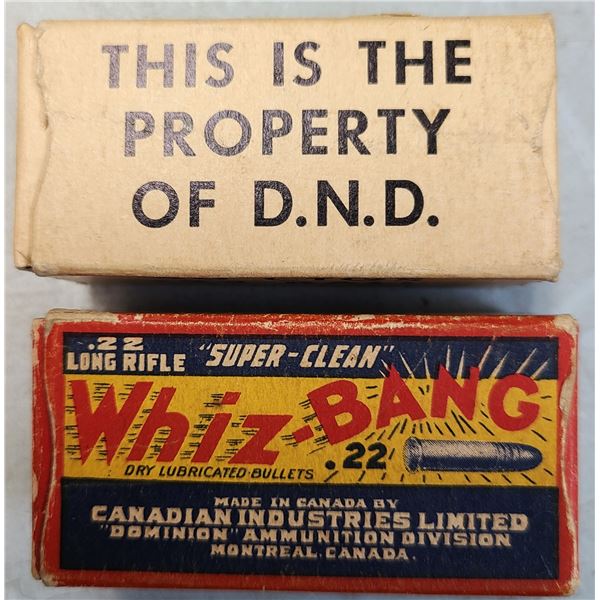 THIS IS THE
PROPERTY
OF D.N.D.
.22
LONG RIFLE "SUPER-CLEAN"
Whiz-BANG
DRY LUBRICATED BULLETS .22
MADE IN CANADA BY
CANADIAN INDUSTRIES LIMITED
"DOMINION" AMMUNITION DIVISION
MONTREAL, CANADA.